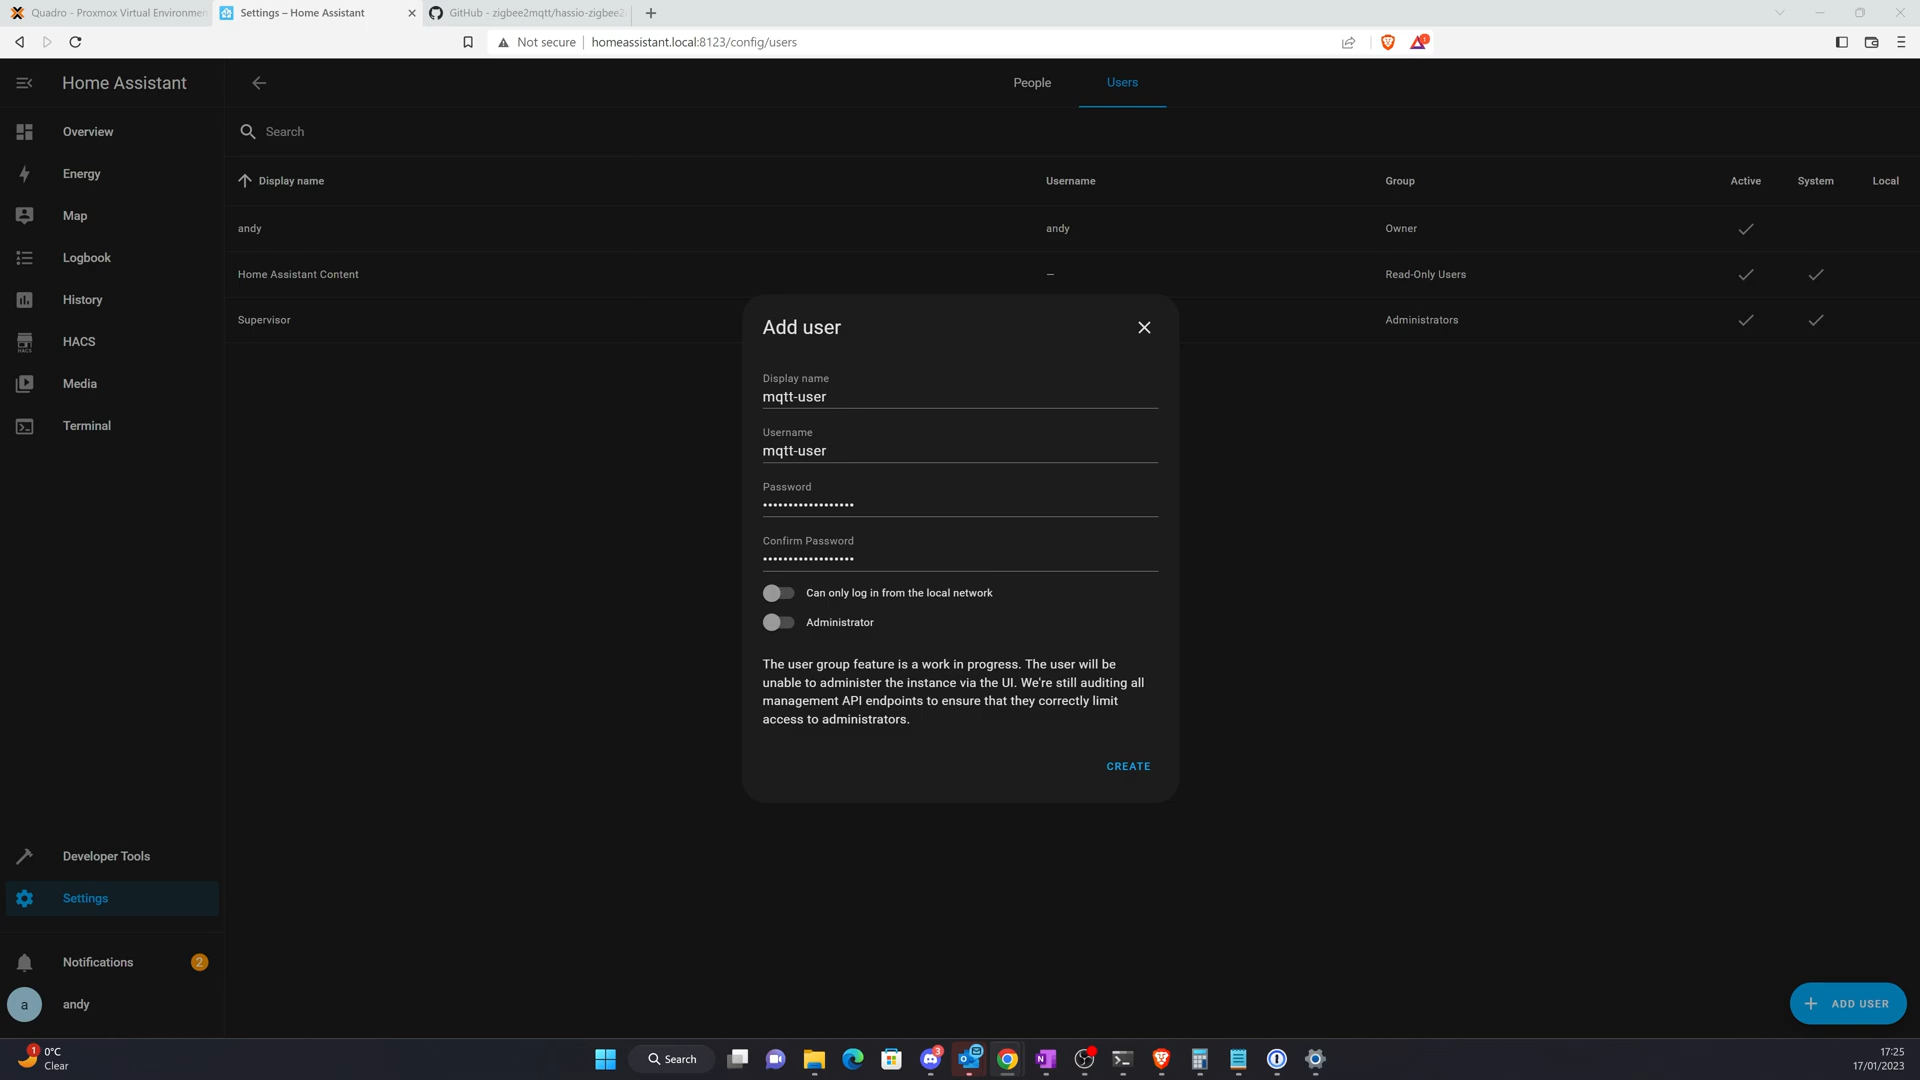 Quadro - Proxmox Virtual Environmen
Settings – Home Assistant
GitHub - zigbee2mqtt/hassio-zigbee2
Not secure
homeassistant.local:8123/config/users
1
Home Assistant
People
Users
Overview
Energy
Map
Logbook
History
HACS
HACS
Media
Terminal
Developer Tools
Settings
Notifications
2
a
andy
Search
Display name
Username
Group
Active
System
Local
andy
andy
Owner
Home Assistant Content
—
Read-Only Users
Supervisor
Administrators
Add user
Display name
mqtt-user
Username
mqtt-user
Password
••••••••••••••••••
Confirm Password
••••••••••••••••••
Can only log in from the local network
Administrator
The user group feature is a work in progress. The user will be
unable to administer the instance via the UI. We're still auditing all
management API endpoints to ensure that they correctly limit
access to administrators.
CREATE
ADD USER
1
0°C
Clear
Search
3
17:25
17/01/2023